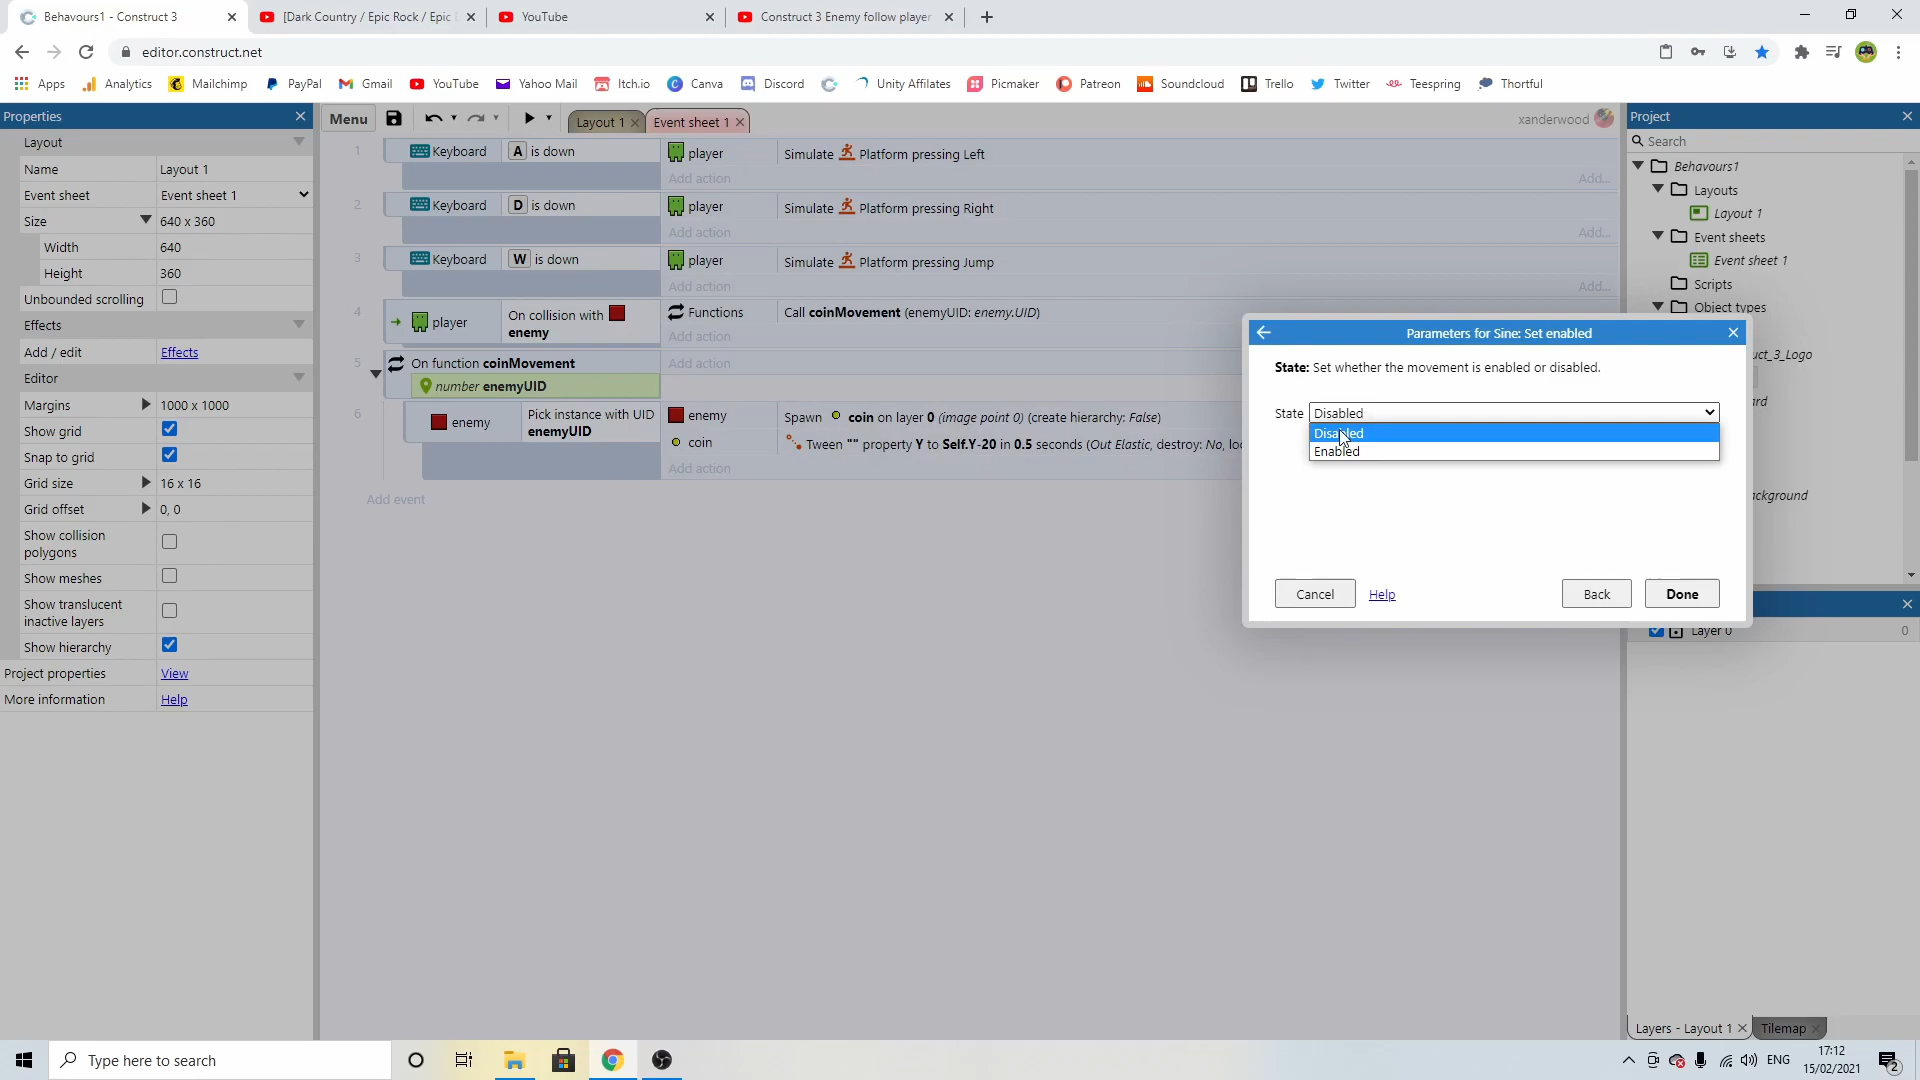 Behavours1 - Construct 3
[Dark Country / Epic Rock / Epic
YouTube
Construct 3 Enemy follow player
editor.construct.net
Apps
Analytics
Mailchimp
PayPal
Gmail
YouTube
Yahoo Mail
Itch.io
Canva
Discord
Unity Affilates
Picmaker
Patreon
Soundcloud
Trello
Twitter
Teespring
Thortful
Properties
Menu
Layout 1
Event sheet 1
xanderwood
Project
Layout
Name Layout 1
Event sheet Event sheet 1
Size 640 x 360
Width 640
Height 360
Unbounded scrolling
Effects
Add / edit Effects
Editor
Margins 1000 x 1000
Show grid
Snap to grid
Grid size 16 x 16
Grid offset 0, 0
Show collision
polygons
Show meshes
Show translucent
inactive layers
Show hierarchy
Project properties View
More information Help
1 Keyboard A is down player Simulate Platform pressing Left
Add action Add...
2 Keyboard D is down player Simulate Platform pressing Right
Add action Add...
3 Keyboard W is down player Simulate Platform pressing Jump
Add action Add...
4 player On collision with enemy Functions Call coinMovement (enemyUID: enemy.UID)
Add action
5 On function coinMovement Add action
number enemyUID
6 enemy Pick instance with UID enemyUID enemy Spawn coin on layer 0 (image point 0) (create hierarchy: False)
coin Tween "" property Y to Self.Y-20 in 0.5 seconds (Out Elastic, destroy: No, loc
Add action
Add event
Search
Behavours1
Layouts
Layout 1
Event sheets
Event sheet 1
Scripts
Object types
uct_3_Logo
ard
ckground
Parameters for Sine: Set enabled
State: Set whether the movement is enabled or disabled.
State Disabled
Disabled
Enabled
Cancel
Help
Back
Done
Layer 0
0
Layers - Layout 1
Tilemap
Type here to search
ENG
17:12
15/02/2021
2